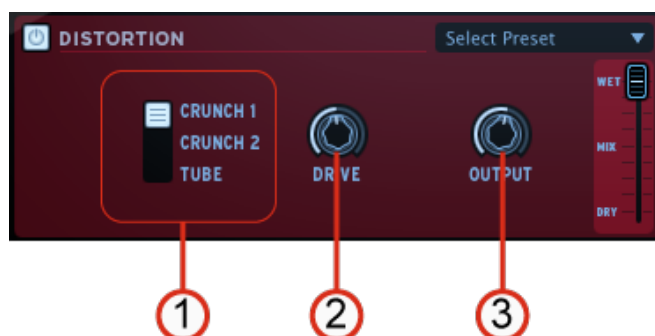 DISTORTION
Select Preset
CRUNCH 1
CRUNCH 2
TUBE
DRIVE
OUTPUT
WET
MIX
DRY
1
2
3